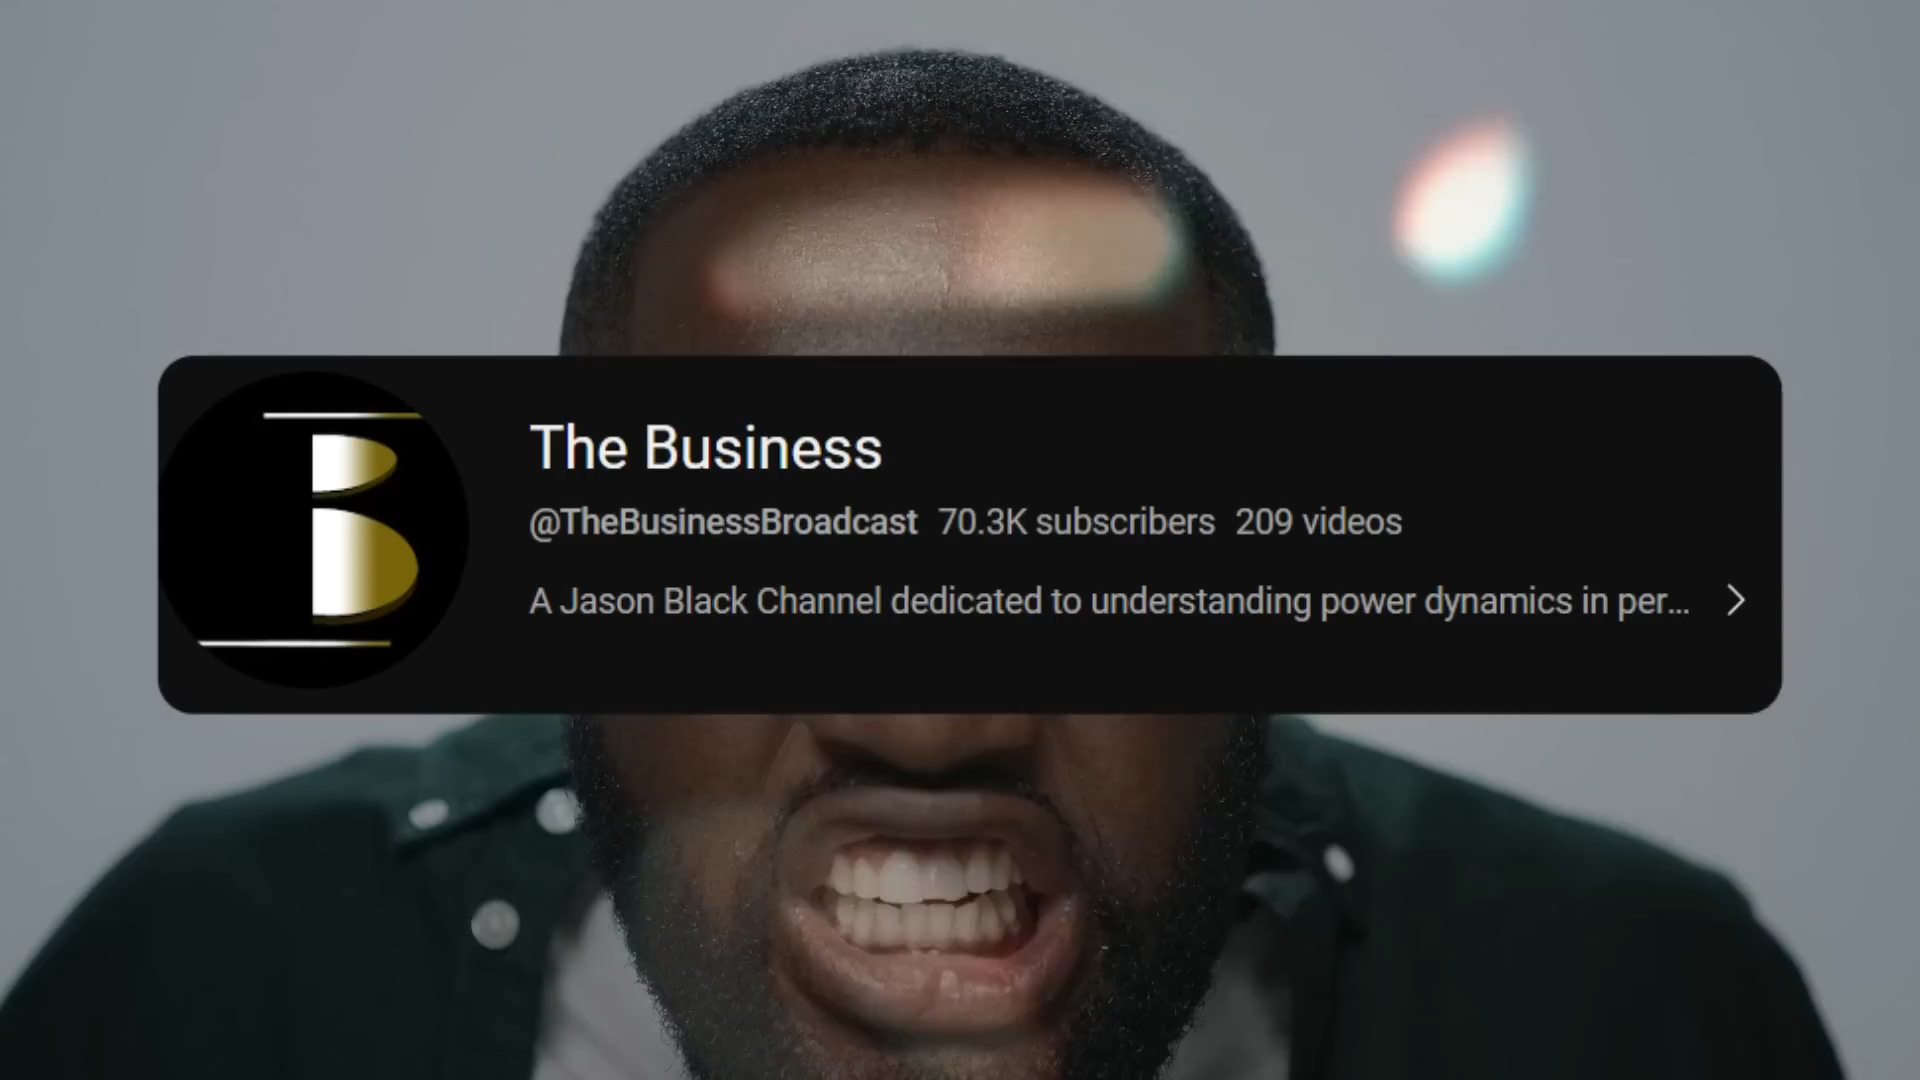 The Business
@TheBusinessBroadcast 70.3K subscribers 209 videos
A Jason Black Channel dedicated to understanding power dynamics in per...